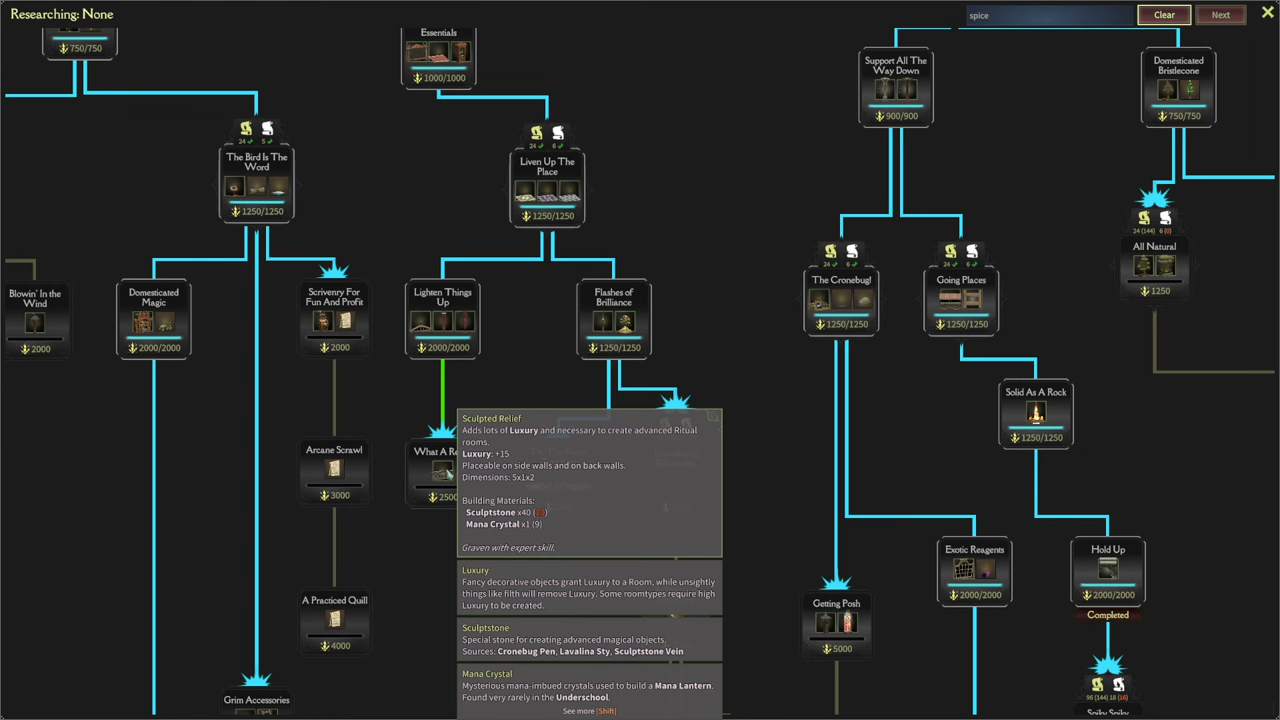 Researching: None
spice
Clear
Next
750/750
Essentials
1000/1000
Support All The
Way Down
900/900
Domesticated
Bristlecone
750/750
24 5
The Bird Is The
Word
1250/1250
24 6
Liven Up The
Place
1250/1250
24 (144) 6 (0)
All Natural
1250
24 6
The Cronebug!
1250/1250
24 6
Going Places
1250/1250
Blowin' In the
Wind
2000
Domesticated
Magic
2000/2000
Scrivenry For
Fun And Profit
2000
Lighten Things
Up
2000/2000
Flashes of
Brilliance
1250/1250
Solid As A Rock
1250/1250
Arcane Scrawl
3000
What A Re
2500
Sculpted Relief
Adds lots of Luxury and necessary to create advanced Ritual
rooms.
Luxury: +15
Placeable on side walls and on back walls.
Dimensions: 5x1x2
Building Materials:
Sculptstone x40
Mana Crystal x1 (9)
Graven with expert skill.
Luxury
Fancy decorative objects grant Luxury to a Room, while unsightly
things like filth will remove Luxury. Some roomtypes require high
Luxury to be created.
Sculptstone
Special stone for creating advanced magical objects.
Sources: Cronebug Pen, Lavalina Sty, Sculptstone Vein
Mana Crystal
Mysterious mana-imbued crystals used to build a Mana Lantern.
Found very rarely in the Underschool.
See more [Shift]
A Practiced Quill
4000
Exotic Reagents
2000/2000
Hold Up
2000/2000
Completed
Getting Posh
5000
Grim Accessories
96 (144) 18 (16)
Spiky Spiky